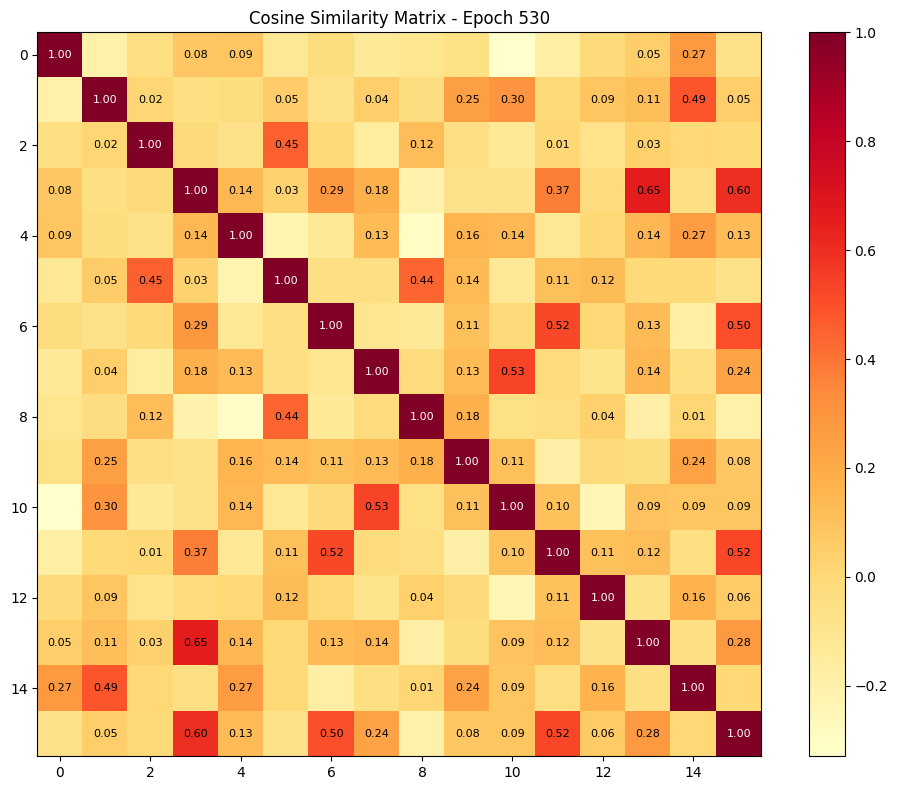 Cosine Similarity Matrix - Epoch 530
0 1.00 0.08 0.09 0.05 0.27
1.00 0.02 0.05 0.04 0.25 0.30 0.09 0.11 0.49 0.05
2 0.02 1.00 0.45 0.12 0.01 0.03
0.08 1.00 0.14 0.03 0.29 0.18 0.37 0.65 0.60
4 0.09 0.14 1.00 0.13 0.16 0.14 0.14 0.27 0.13
0.05 0.45 0.03 1.00 0.44 0.14 0.11 0.12
6 0.29 1.00 0.11 0.52 0.13 0.50
0.04 0.18 0.13 1.00 0.13 0.53 0.14 0.24
8 0.12 0.44 1.00 0.18 0.04 0.01
0.25 0.16 0.14 0.11 0.13 0.18 1.00 0.11 0.24 0.08
10 0.30 0.14 0.53 0.11 1.00 0.10 0.09 0.09 0.09
0.01 0.37 0.11 0.52 0.10 1.00 0.11 0.12 0.52
12 0.09 0.12 0.04 0.11 1.00 0.16 0.06
0.05 0.11 0.03 0.65 0.14 0.13 0.14 0.09 0.12 1.00 0.28
14 0.27 0.49 0.27 0.01 0.24 0.09 0.16 1.00
0.05 0.60 0.13 0.50 0.24 0.08 0.09 0.52 0.06 0.28 1.00
0 2 4 6 8 10 12 14
1.0
0.8
0.6
0.4
0.2
0.0
−0.2